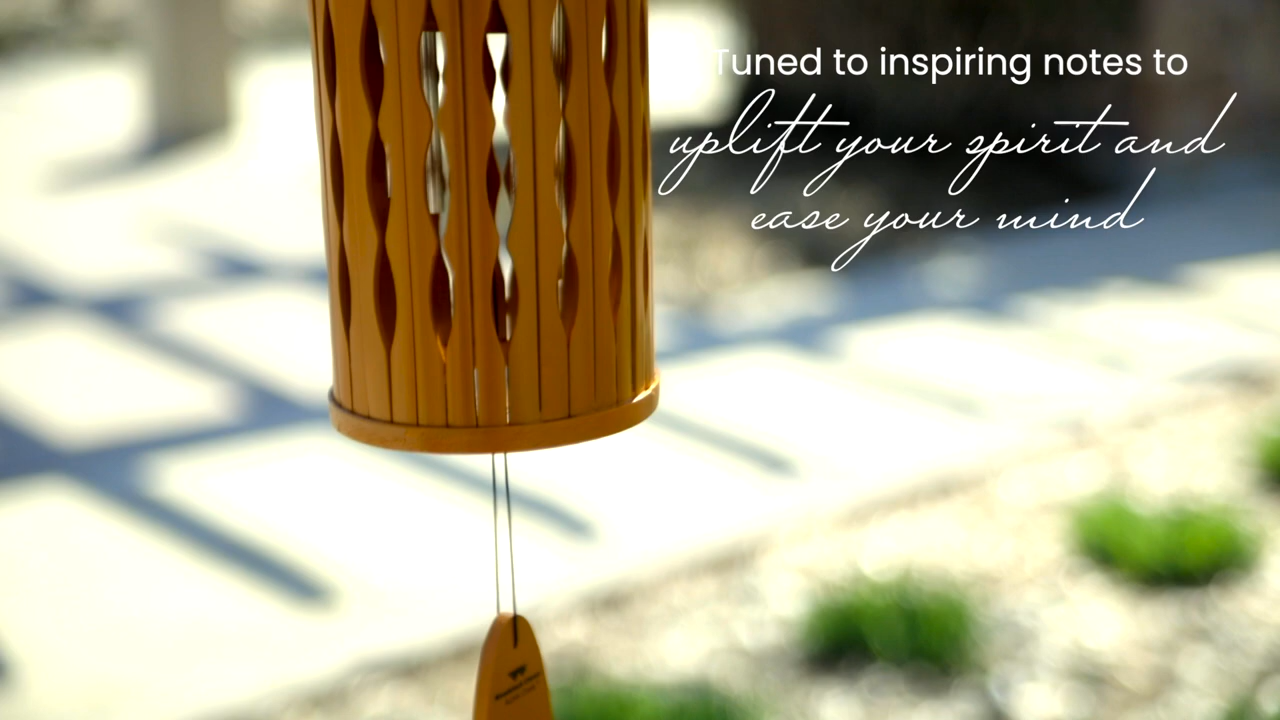 Tuned to inspiring notes to
uplift your spirit and
ease your mind